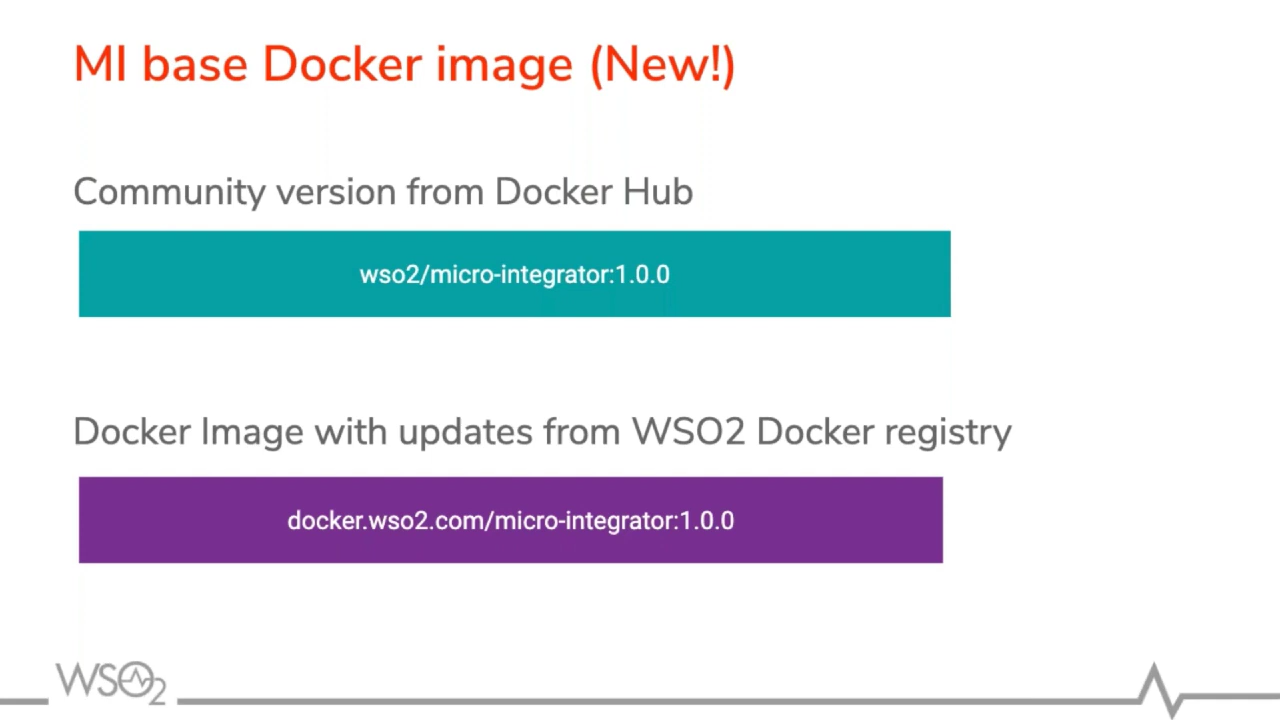 MI base Docker image (New!)
Community version from Docker Hub
wso2/micro-integrator:1.0.0
Docker Image with updates from WSO2 Docker registry
docker.wso2.com/micro-integrator:1.0.0
WSO2